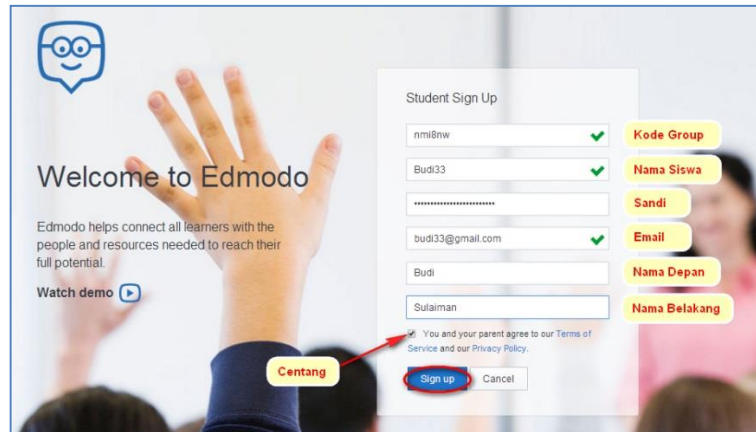 Student Sign Up
nmi8nw
Kode Group
Welcome to Edmodo
Budi33
Nama Siswa
Sandi
Edmodo helps connect all learners with the
people and resources needed to reach their
full potential.
budi33@gmail.com
Email
Watch demo
Budi
Nama Depan
Sulaiman
Nama Belakang
You and your parent agree to our Terms of
Service and our Privacy Policy.
Centang
Sign up
Cancel